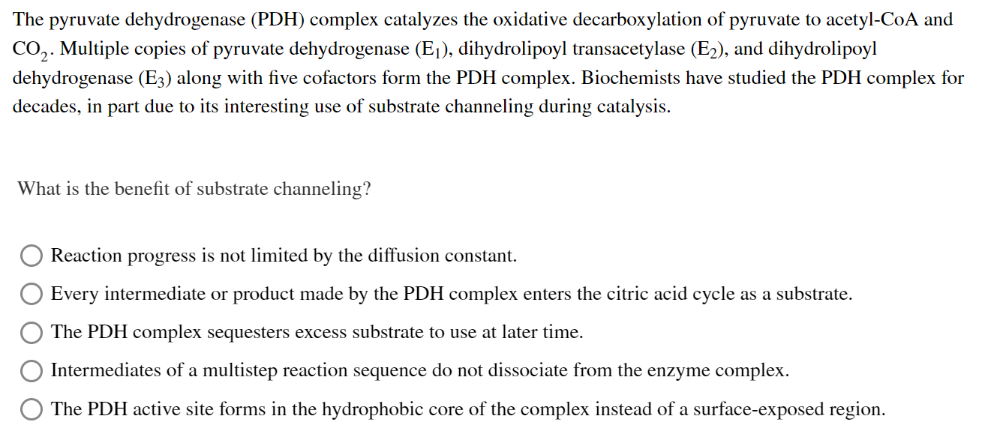 The pyruvate dehydrogenase (PDH) complex catalyzes the oxidative decarboxylation of pyruvate to acetyl-CoA and
CO₂. Multiple copies of pyruvate dehydrogenase (E₁), dihydrolipoyl transacetylase (E₂), and dihydrolipoyl
dehydrogenase (E₃) along with five cofactors form the PDH complex. Biochemists have studied the PDH complex for
decades, in part due to its interesting use of substrate channeling during catalysis.
What is the benefit of substrate channeling?
Reaction progress is not limited by the diffusion constant.
Every intermediate or product made by the PDH complex enters the citric acid cycle as a substrate.
The PDH complex sequesters excess substrate to use at later time.
Intermediates of a multistep reaction sequence do not dissociate from the enzyme complex.
The PDH active site forms in the hydrophobic core of the complex instead of a surface-exposed region.